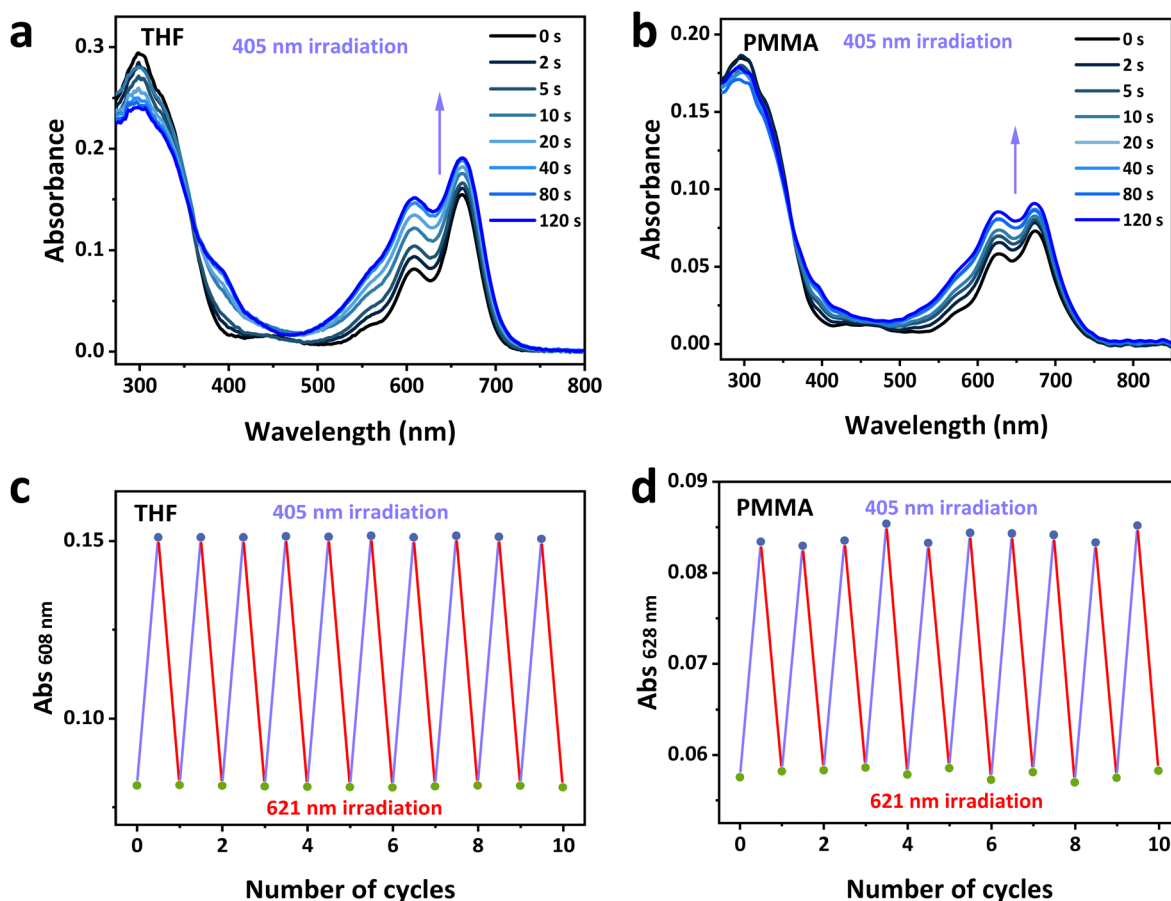 a
THF
405 nm irradiation
0 s
2 s
5 s
10 s
20 s
40 s
80 s
120 s
0.3
0.2
0.1
0.0
Absorbance
300 400 500 600 700 800
Wavelength (nm)
b
PMMA
405 nm irradiation
0 s
2 s
5 s
10 s
20 s
40 s
80 s
120 s
0.20
0.15
0.10
0.05
0.00
Absorbance
300 400 500 600 700 800
Wavelength (nm)
c
THF
405 nm irradiation
0.15
0.10
Abs 608 nm
621 nm irradiation
0 2 4 6 8 10
Number of cycles
d
PMMA
405 nm irradiation
0.09
0.08
0.07
0.06
Abs 628 nm
621 nm irradiation
0 2 4 6 8 10
Number of cycles